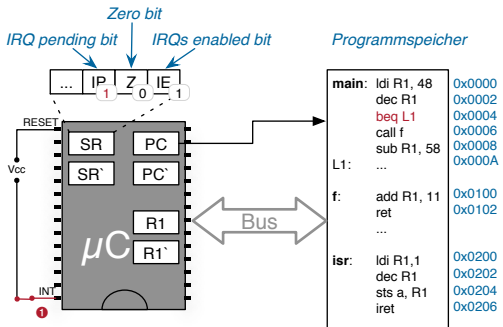 Zero bit
IRQ pending bit
IRQs enabled bit
Programmspeicher
... IP Z IE
1 0 1
RESET
Vcc
INT
1
SR PC
SR` PC`
R1
µC R1`
Bus
main: ldi R1, 48 0x0000
dec R1 0x0002
beq L1 0x0004
call f 0x0006
sub R1, 58 0x0008
L1: ... 0x000A
f: add R1, 11 0x0100
ret 0x0102
...
isr: ldi R1,1 0x0200
dec R1 0x0202
sts a, R1 0x0204
iret 0x0206